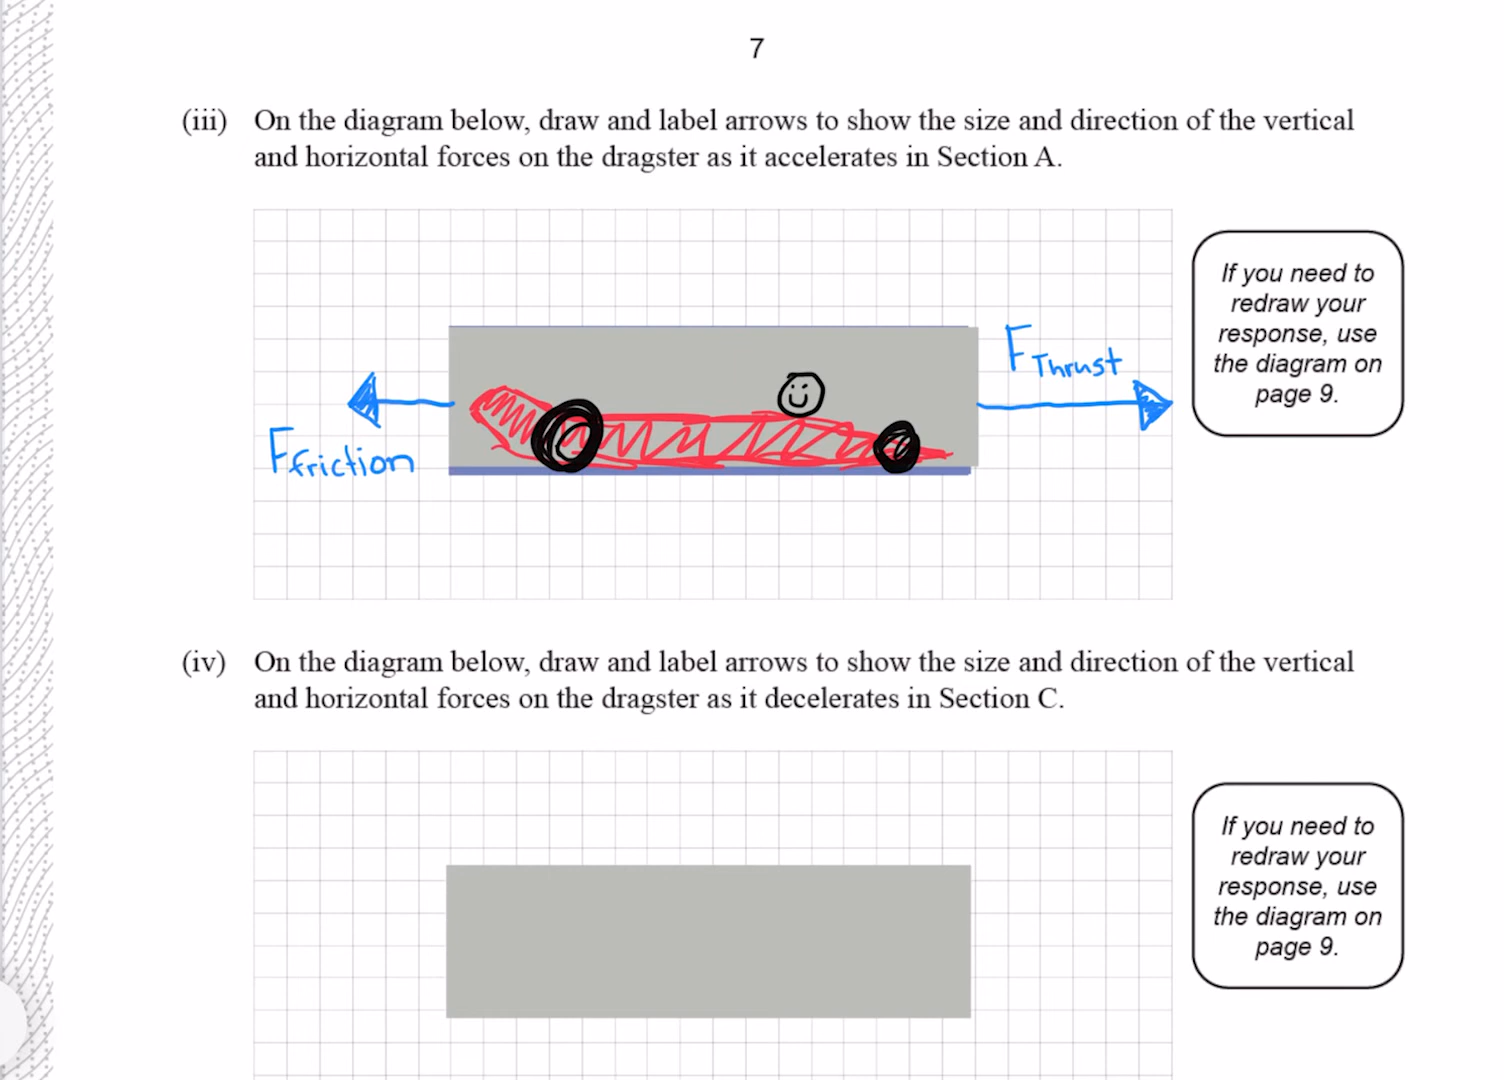 7
(iii) On the diagram below, draw and label arrows to show the size and direction of the vertical
and horizontal forces on the dragster as it accelerates in Section A.
If you need to
redraw your
response, use
the diagram on
page 9.
F Thrust
F friction
(iv) On the diagram below, draw and label arrows to show the size and direction of the vertical
and horizontal forces on the dragster as it decelerates in Section C.
If you need to
redraw your
response, use
the diagram on
page 9.